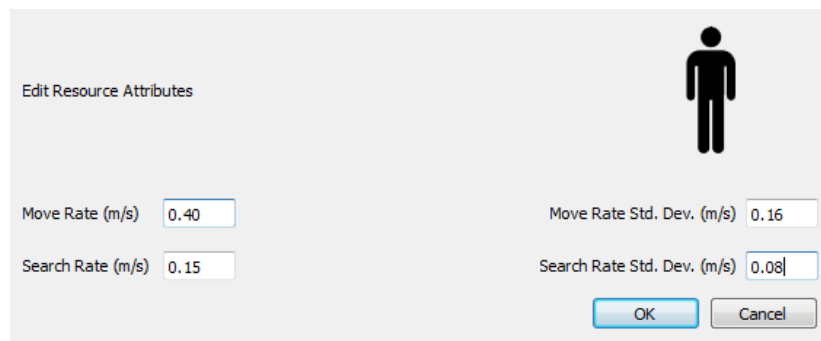 Edit Resource Attributes
Move Rate (m/s) 0.40 Move Rate Std. Dev. (m/s) 0.16
Search Rate (m/s) 0.15 Search Rate Std. Dev. (m/s) 0.08
OK Cancel